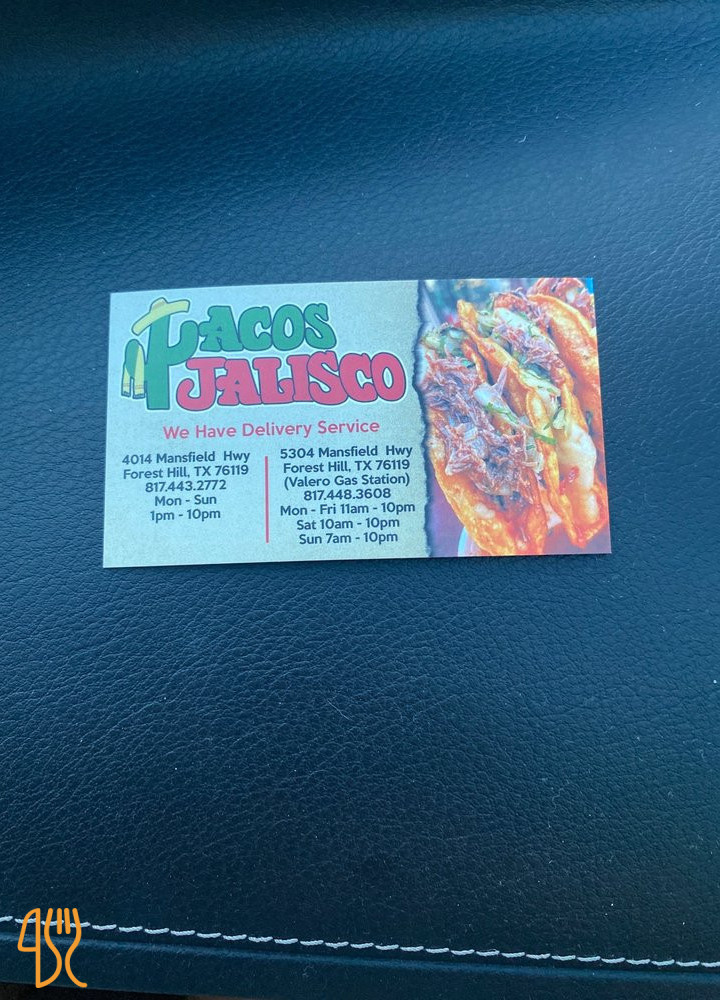 TACOS
JALISCO
We Have Delivery Service
4014 Mansfield Hwy
Forest Hill, TX 76119
817.443.2772
Mon - Sun
1pm - 10pm
5304 Mansfield Hwy
Forest Hill, TX 76119
(Valero Gas Station)
817.448.3608
Mon - Fri 11am - 10pm
Sat 10am - 10pm
Sun 7am - 10pm